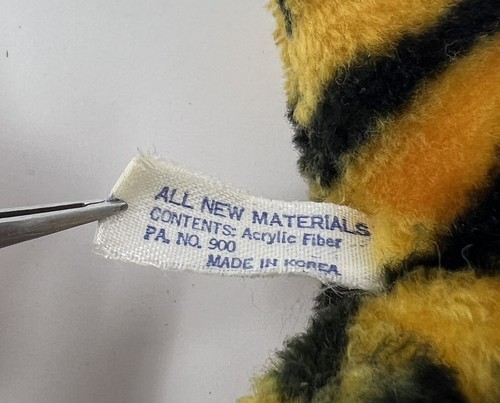 ALL NEW MATERIALS
CONTENTS: Acrylic Fiber
PA. NO. 900
MADE IN KOREA